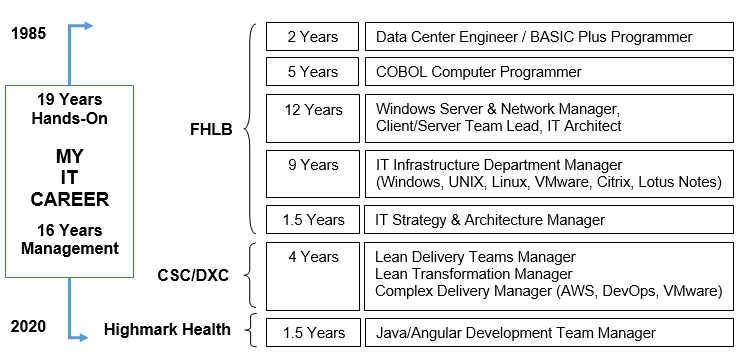 1985
19 Years
Hands-On
MY
IT
CAREER
16 Years
Management
2020
FHLB
2 Years
Data Center Engineer / BASIC Plus Programmer
5 Years
COBOL Computer Programmer
12 Years
Windows Server & Network Manager,
Client/Server Team Lead, IT Architect
9 Years
IT Infrastructure Department Manager
(Windows, UNIX, Linux, VMware, Citrix, Lotus Notes)
1.5 Years
IT Strategy & Architecture Manager
CSC/DXC
4 Years
Lean Delivery Teams Manager
Lean Transformation Manager
Complex Delivery Manager (AWS, DevOps, VMware)
Highmark Health
1.5 Years
Java/Angular Development Team Manager